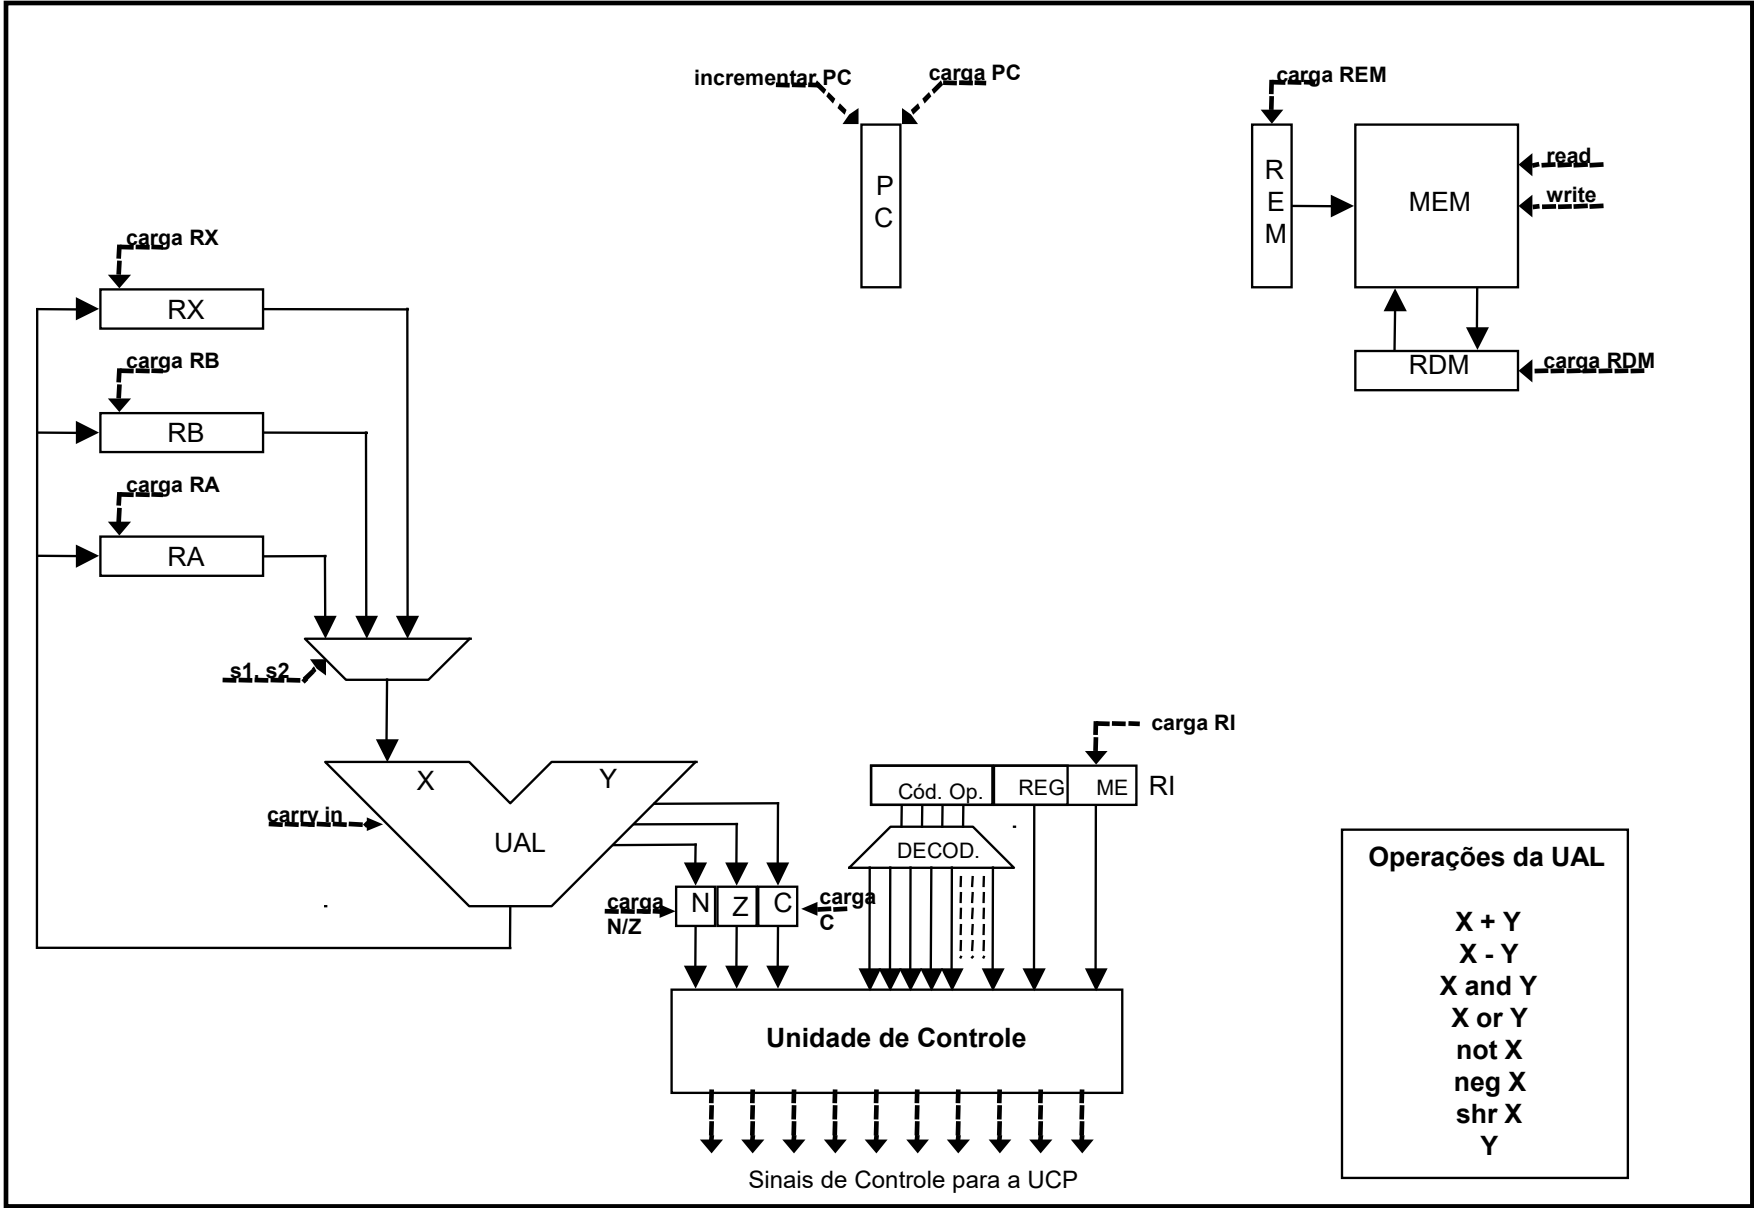 incrementar PC
carga PC
carga REM
P
C
R
E
M
MEM
read
write
RDM
carga RDM
carga RX
RX
carga RB
RB
carga RA
RA
s1, s2
X
Y
UAL
carry in
carga RI
Cód. Op.
REG
ME
RI
DECOD.
carga
N/Z
N
Z
C
carga
C
Unidade de Controle
Sinais de Controle para a UCP
Operações da UAL
X + Y
X - Y
X and Y
X or Y
not X
neg X
shr X
Y